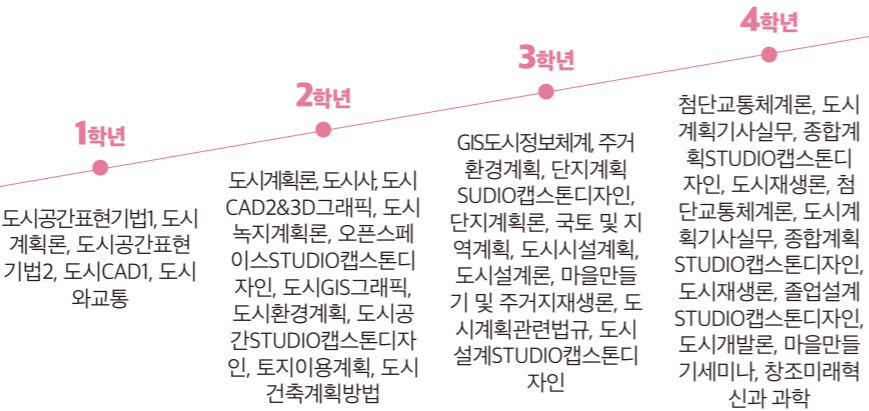 1학년
도시공간표현기법1, 도시
계획론, 도시공간표현
기법2, 도시CAD1, 도시
와교통
2학년
도시계획론, 도시사, 도시
CAD2&3D그래픽, 도시
녹지계획론, 오픈스페
이스STUDIO캡스톤디
자인, 도시GIS그래픽,
도시환경계획, 도시공
간STUDIO캡스톤디자
인, 토지이용계획, 도시
건축계획방법
3학년
GIS도시정보체계, 주거
환경계획, 단지계획
SUDIO캡스톤디자인,
단지계획론, 국토 및 지
역계획, 도시시설계획,
도시설계론, 마을만들
기 및 주거지재생론, 도
시계획관련법규, 도시
설계STUDIO캡스톤디
자인
4학년
첨단교통체계론, 도시
계획기사실무, 종합계
획STUDIO캡스톤디
자인, 도시재생론, 첨
단교통체계론, 도시계
획기사실무, 종합계획
STUDIO캡스톤디자인,
도시재생론, 졸업설계
STUDIO캡스톤디자인,
도시개발론, 마을만들
기세미나, 창조미래혁
신과 과학